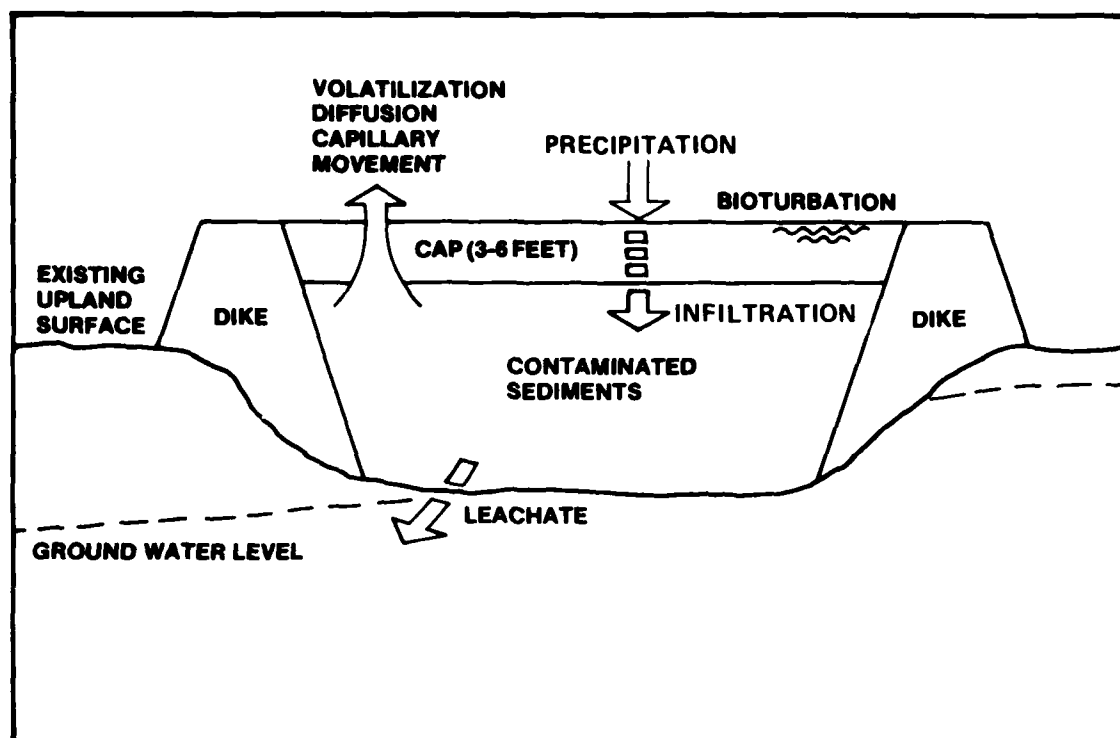 VOLATILIZATION
DIFFUSION
CAPILLARY
MOVEMENT
PRECIPITATION
BIOTURBATION
CAP (3-6 FEET)
EXISTING
UPLAND
SURFACE
DIKE
INFILTRATION
DIKE
CONTAMINATED
SEDIMENTS
LEACHATE
GROUND WATER LEVEL